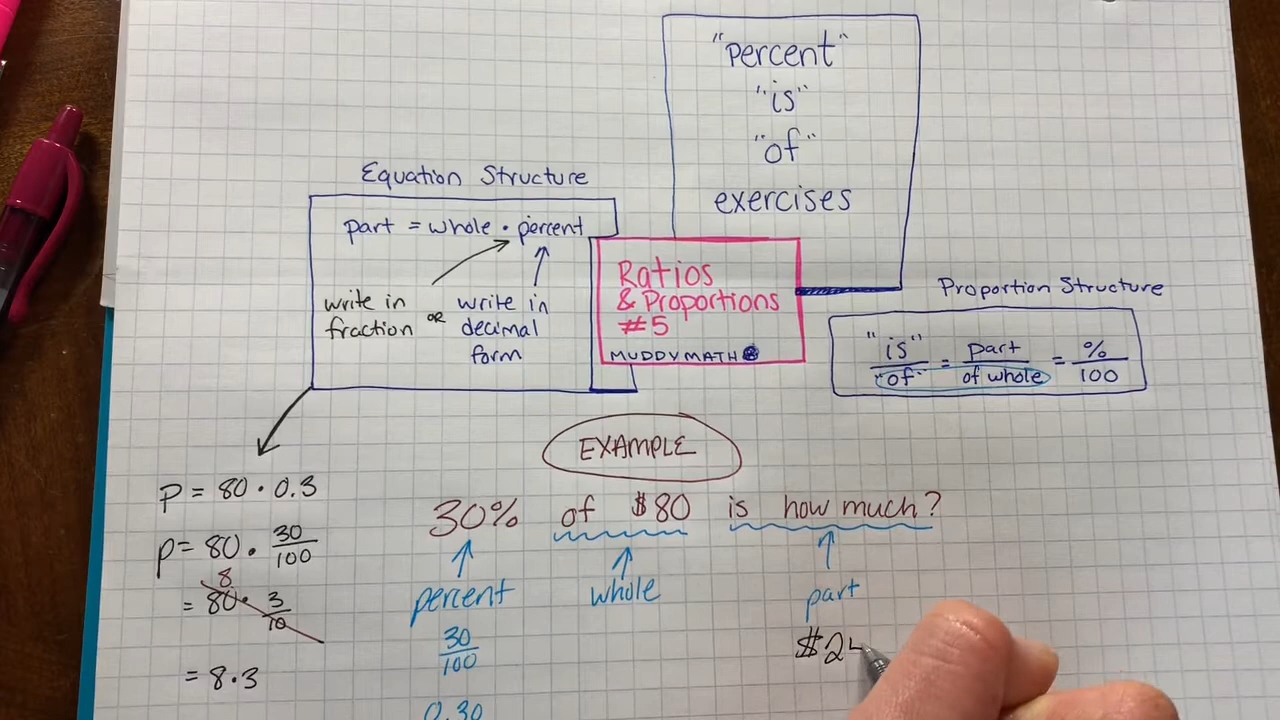 "percent"
"is"
"of"
exercises
Equation Structure
part = whole · percent
write in fraction OR write in decimal form
Ratios
& Proportions
#5
MUDDYMATH
Proportion Structure
"is" / "of" = part / of whole = % / 100
EXAMPLE
30% of $80 is how much?
percent
30/100
0.30
whole
part
$24
p = 80 · 0.3
p = 80 · 30/100
8
= 80 · 3/10
= 8 · 3